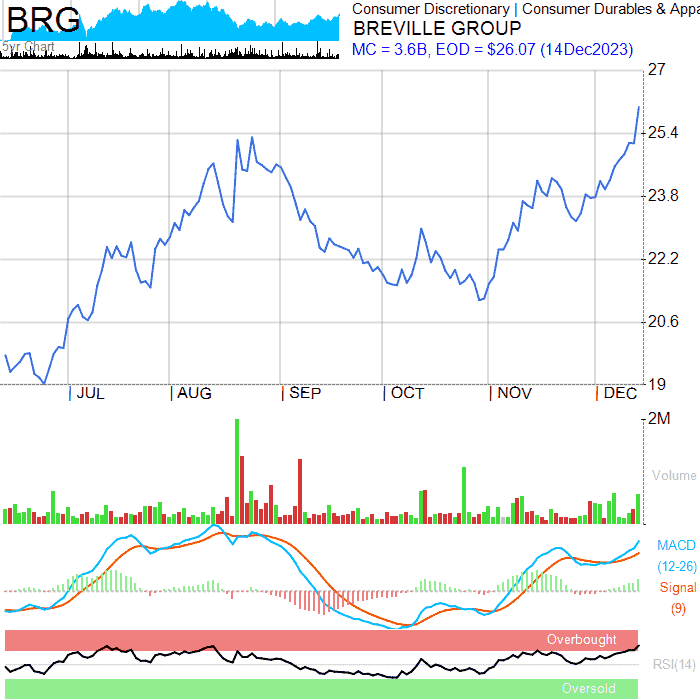 BRG
5yr Chart
Consumer Discretionary | Consumer Durables & Appa
BREVILLE GROUP
MC = 3.6B, EOD = $26.07 (14Dec2023)
27
25.4
23.8
22.2
20.6
19
JUL
AUG
SEP
OCT
NOV
DEC
2M
Volume
MACD
(12-26)
Signal
(9)
Overbought
RSI(14)
Oversold